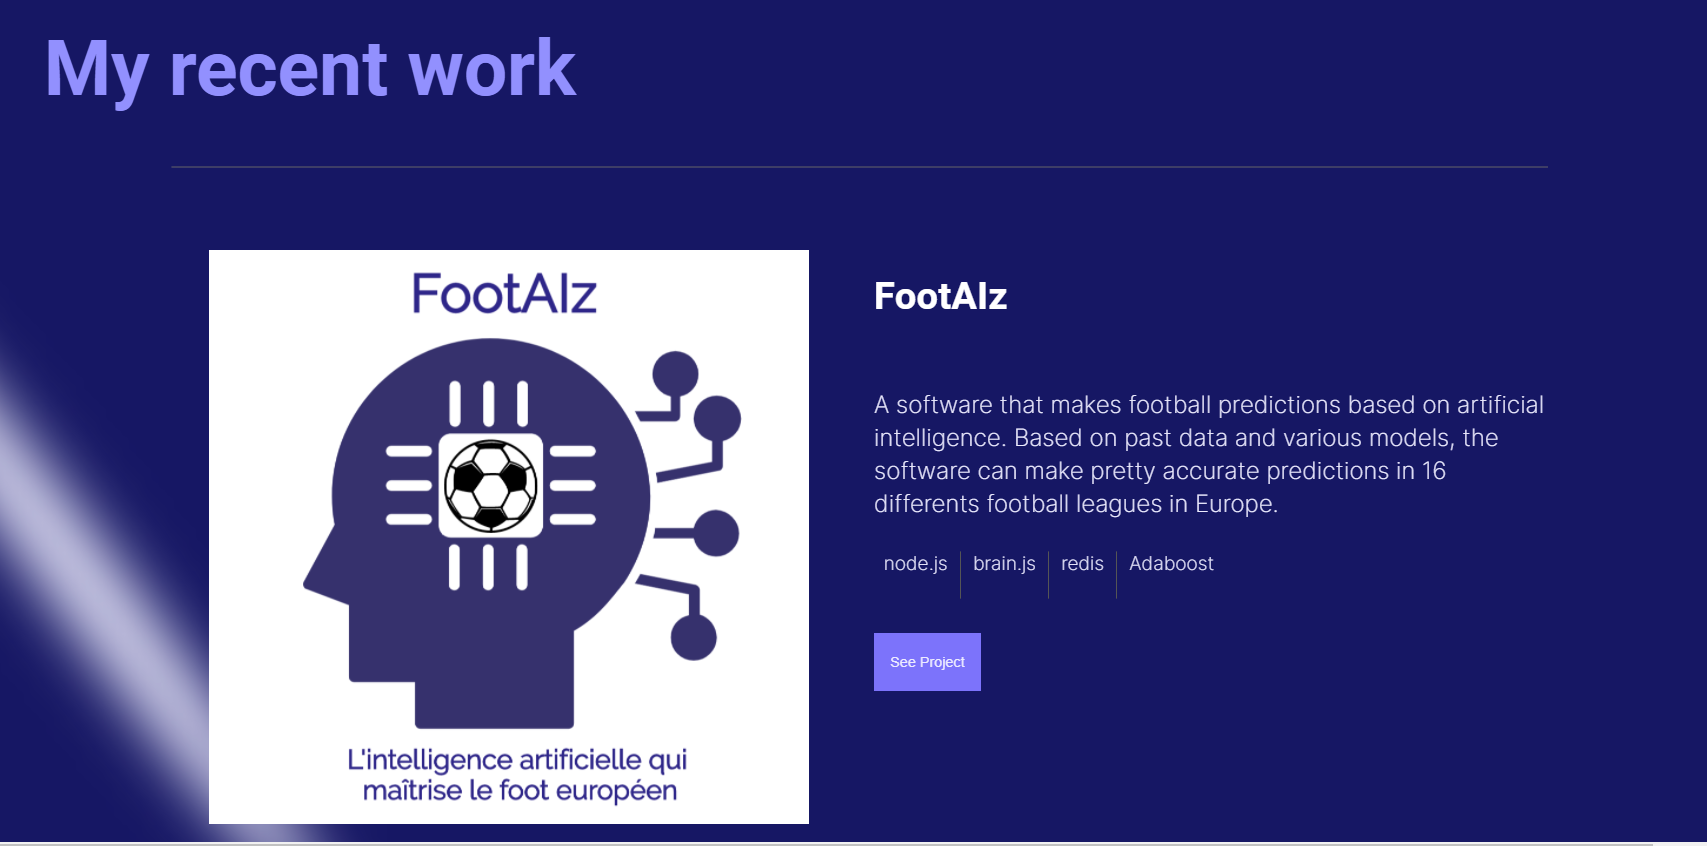 My recent work
FootAIz
L'intelligence artificielle qui
maîtrise le foot européen
FootAIz
A software that makes football predictions based on artificial
intelligence. Based on past data and various models, the
software can make pretty accurate predictions in 16
differents football leagues in Europe.
node.js brain.js redis Adaboost
See Project